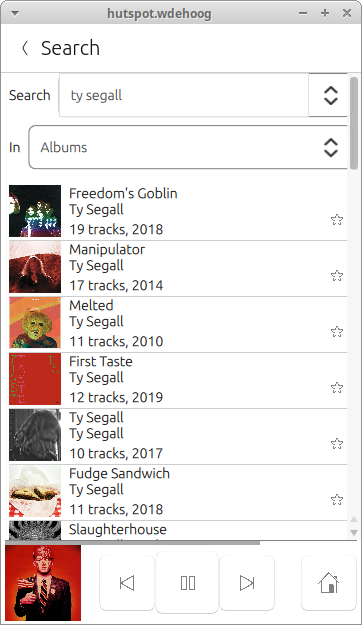 hutspot.wdehoog
Search
Search ty segall
In Albums
Freedom's Goblin
Ty Segall
19 tracks, 2018
Manipulator
Ty Segall
17 tracks, 2014
Melted
Ty Segall
11 tracks, 2010
First Taste
Ty Segall
12 tracks, 2019
Ty Segall
Ty Segall
10 tracks, 2017
Fudge Sandwich
Ty Segall
11 tracks, 2018
Slaughterhouse